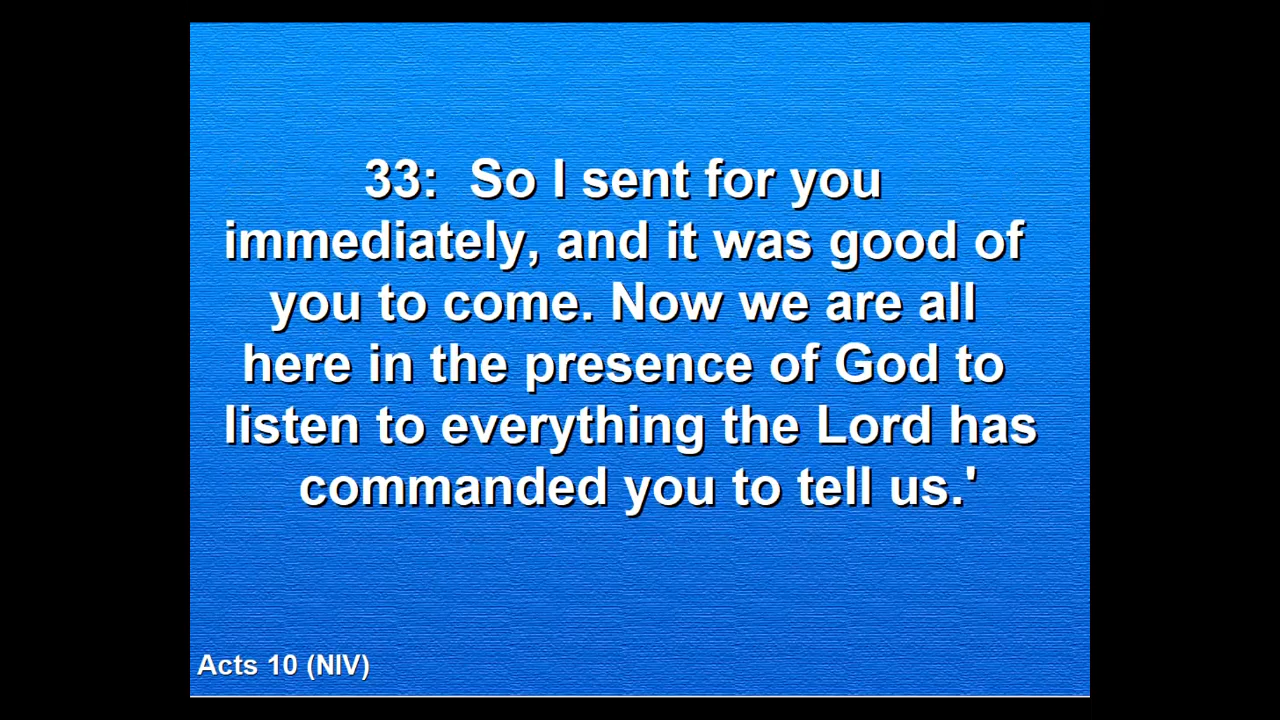 33:  So I sent for you
immediately, and it was good of
you to come. Now we are all
here in the presence of God to
listen to everything the Lord has
commanded you to tell us.'
Acts 10 (NIV)